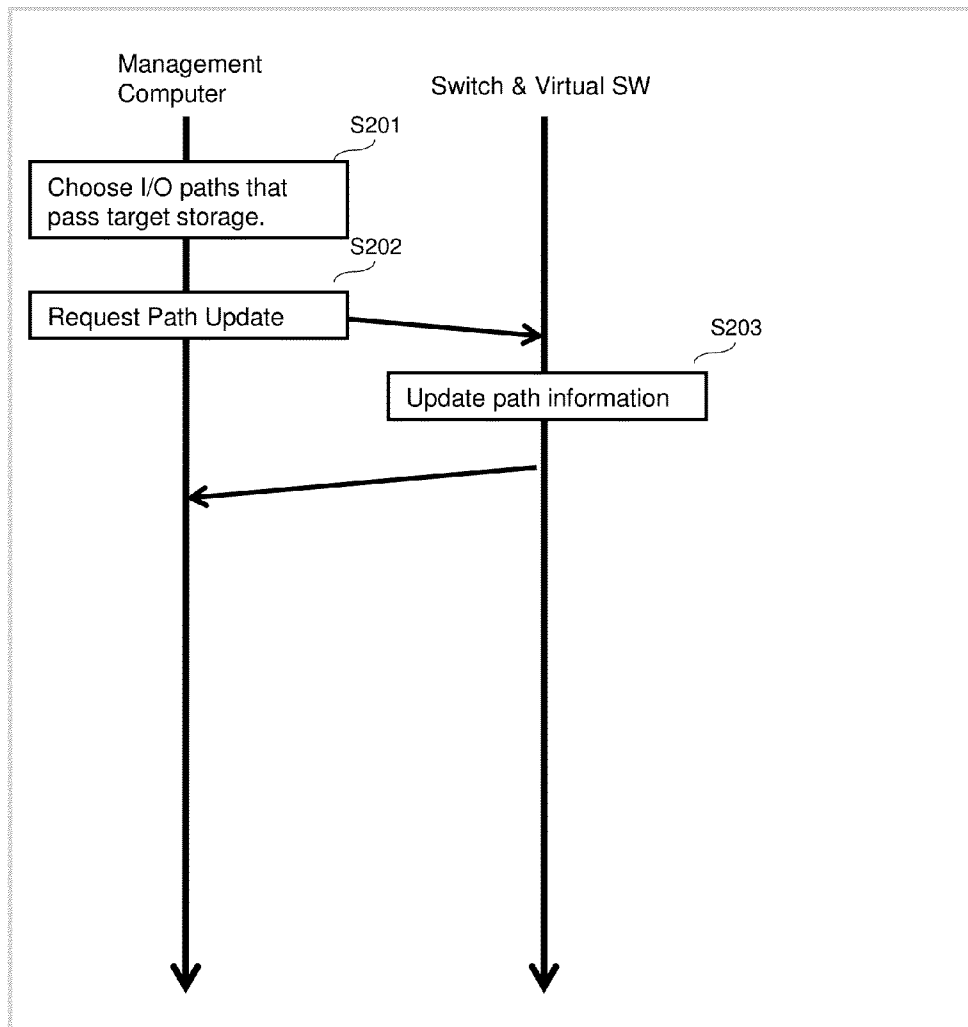 Management
Computer
Switch & Virtual SW
S201
Choose I/O paths that
pass target storage.
S202
Request Path Update
S203
Update path information